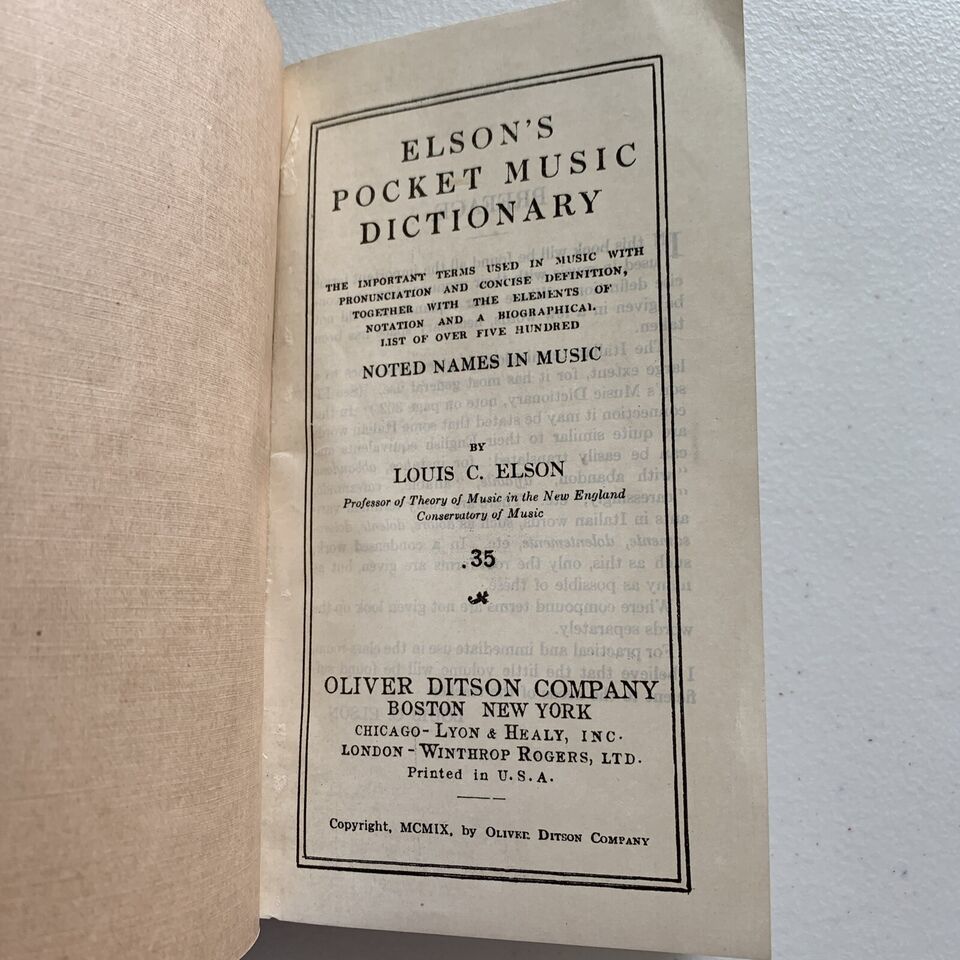 ELSON'S
POCKET MUSIC
DICTIONARY
THE IMPORTANT TERMS USED IN MUSIC WITH
PRONUNCIATION AND CONCISE DEFINITION,
TOGETHER WITH THE ELEMENTS OF
NOTATION AND A BIOGRAPHICAL
LIST OF OVER FIVE HUNDRED
NOTED NAMES IN MUSIC
BY
LOUIS C. ELSON
Professor of Theory of Music in the New England
Conservatory of Music
.35
OLIVER DITSON COMPANY
BOSTON NEW YORK
CHICAGO - LYON & HEALY, INC.
LONDON - WINTHROP ROGERS, LTD.
Printed in U.S.A.
Copyright, MCMIX, by OLIVER DITSON COMPANY